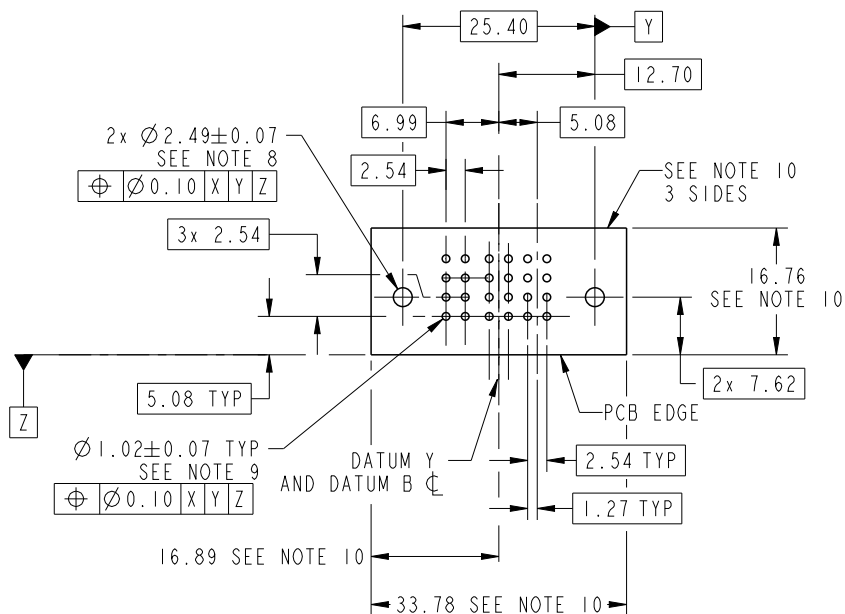 25.40
Y
12.70
6.99
5.08
2x Ø2.49±0.07
SEE NOTE 8
⌖ Ø0.10 X Y Z
2.54
SEE NOTE 10
3 SIDES
3x 2.54
16.76
SEE NOTE 10
5.08 TYP
Z
2x 7.62
PCB EDGE
Ø1.02±0.07 TYP
SEE NOTE 9
⌖ Ø0.10 X Y Z
DATUM Y
AND DATUM B ℄
2.54 TYP
1.27 TYP
16.89 SEE NOTE 10
33.78 SEE NOTE 10